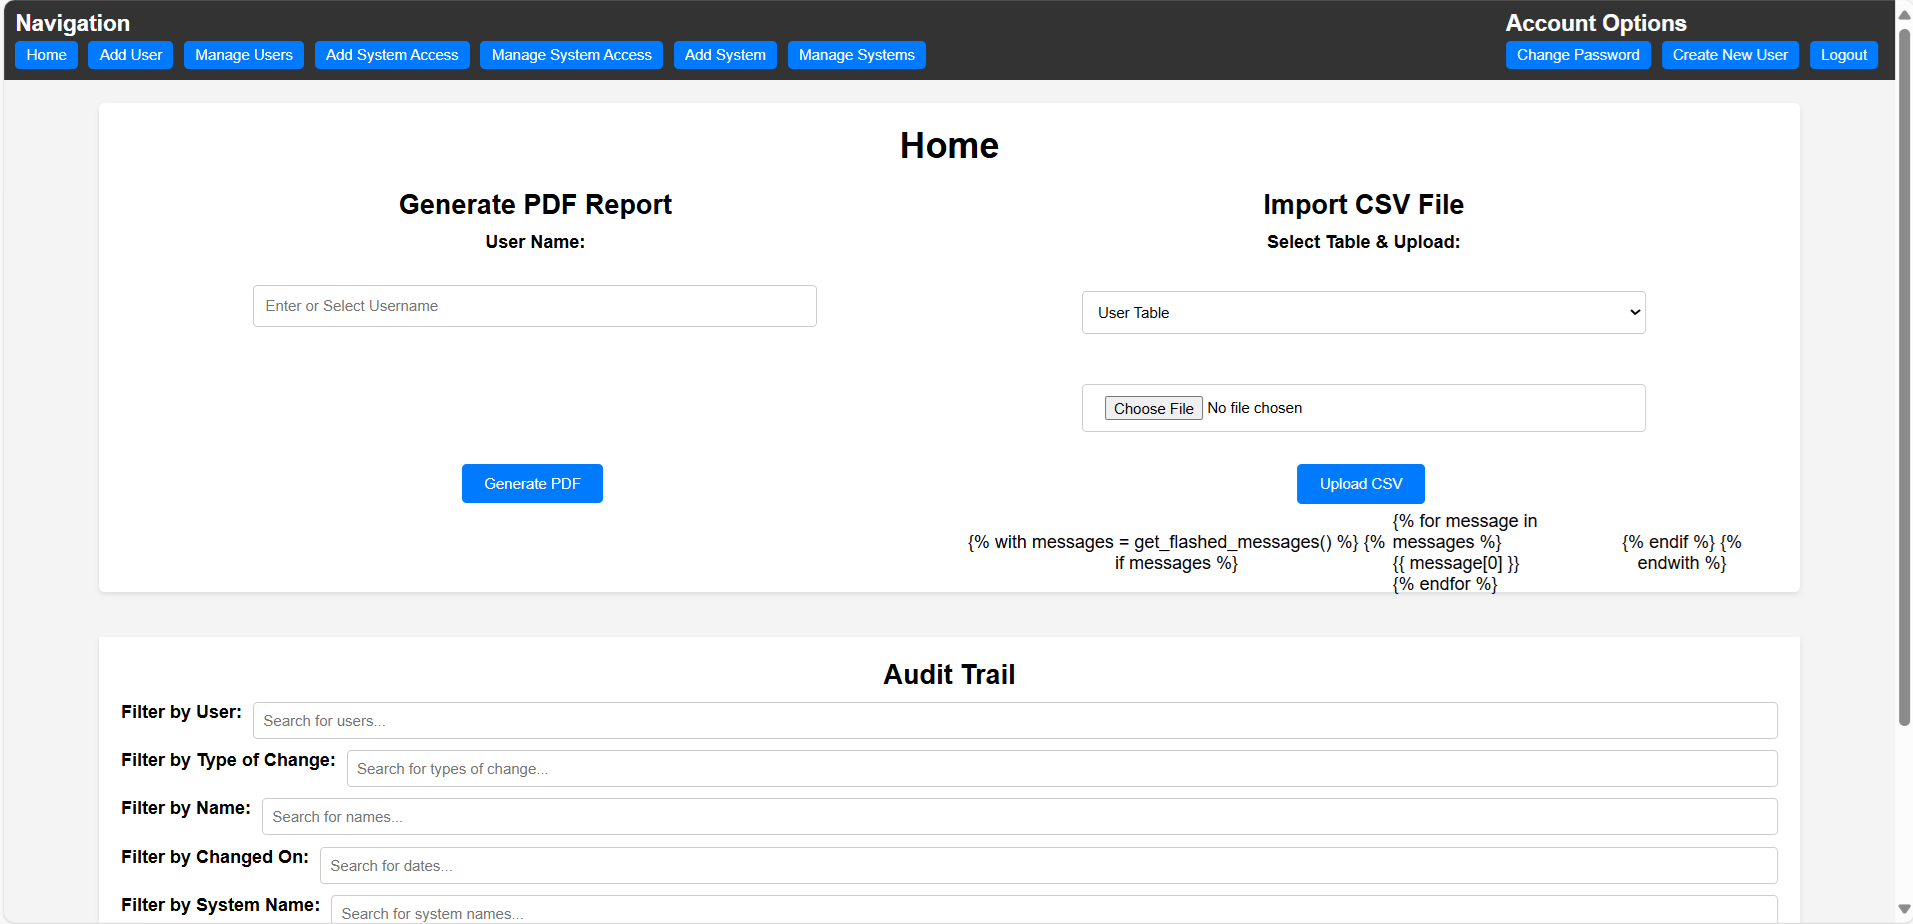 Navigation
Account Options
Home
Add User
Manage Users
Add System Access
Manage System Access
Add System
Manage Systems
Change Password
Create New User
Logout
Home
Generate PDF Report
User Name:
Enter or Select Username
Generate PDF
Import CSV File
Select Table & Upload:
User Table
Choose File No file chosen
Upload CSV
{% with messages = get_flashed_messages() %} {%
if messages %}
{% for message in
messages %}
{{ message[0] }}
{% endfor %}
{% endif %} {%
endwith %}
Audit Trail
Filter by User: Search for users...
Filter by Type of Change: Search for types of change...
Filter by Name: Search for names...
Filter by Changed On: Search for dates...
Filter by System Name: Search for system names...